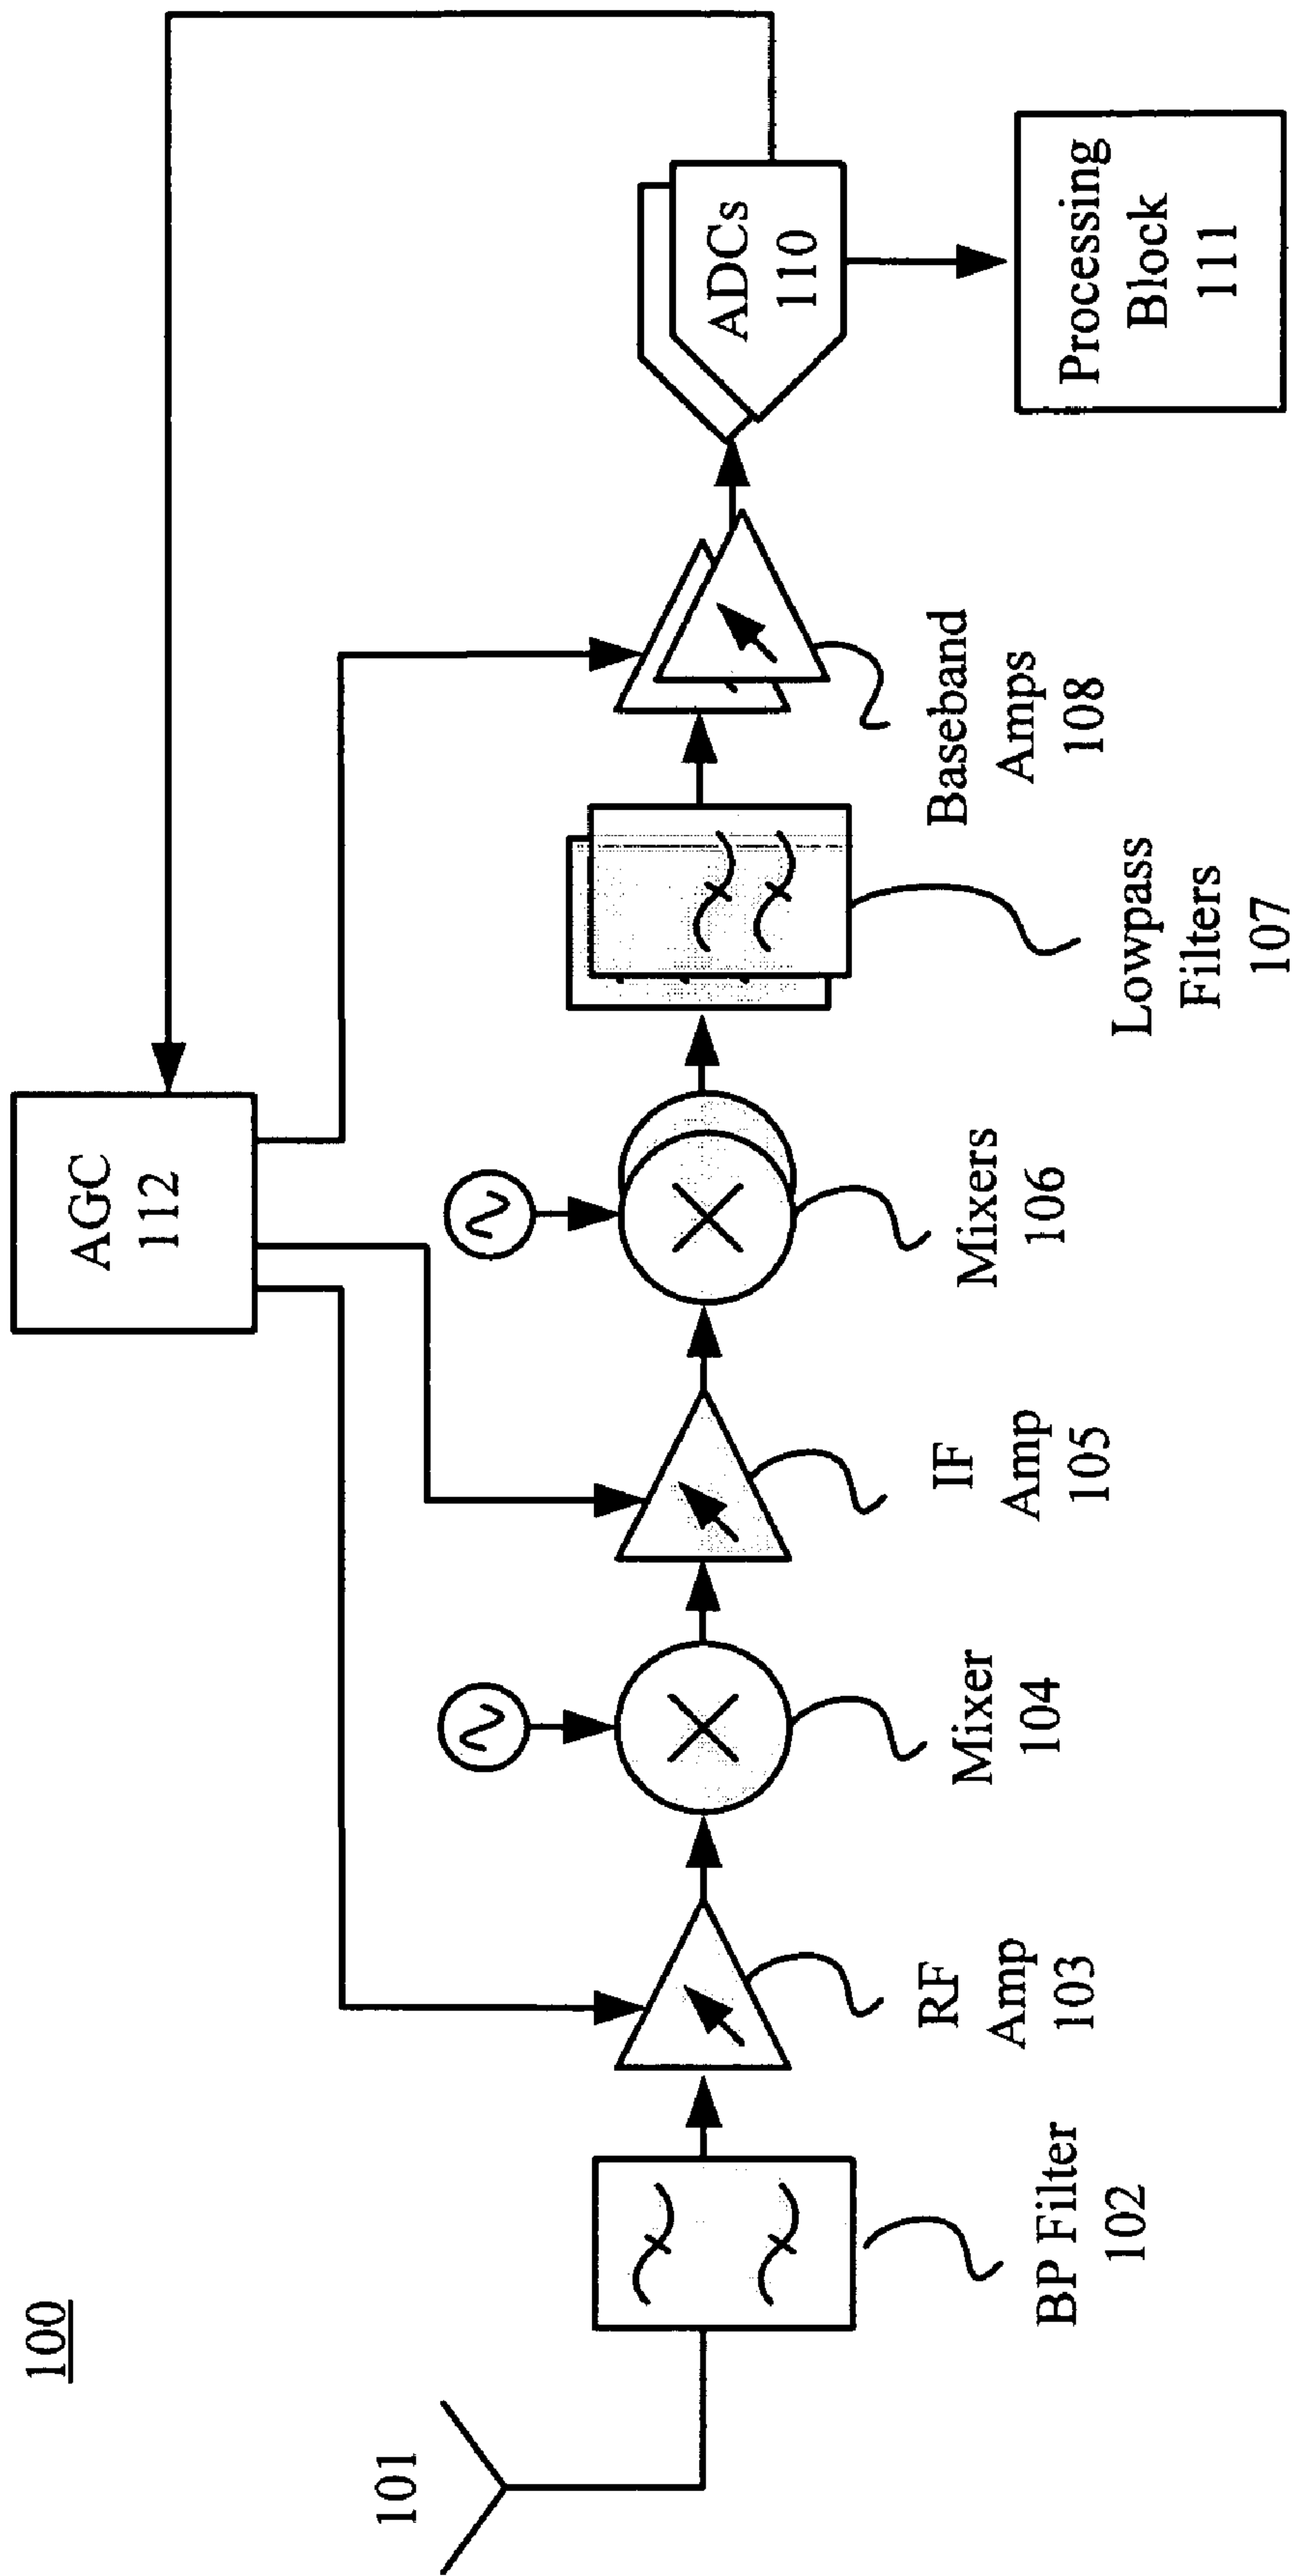 100
AGC
112
101
ADCs
110
Processing
Block
111
BP Filter
102
RF
Amp
103
Mixer
104
IF
Amp
105
Mixers
106
Lowpass
Filters
107
Baseband
Amps
108